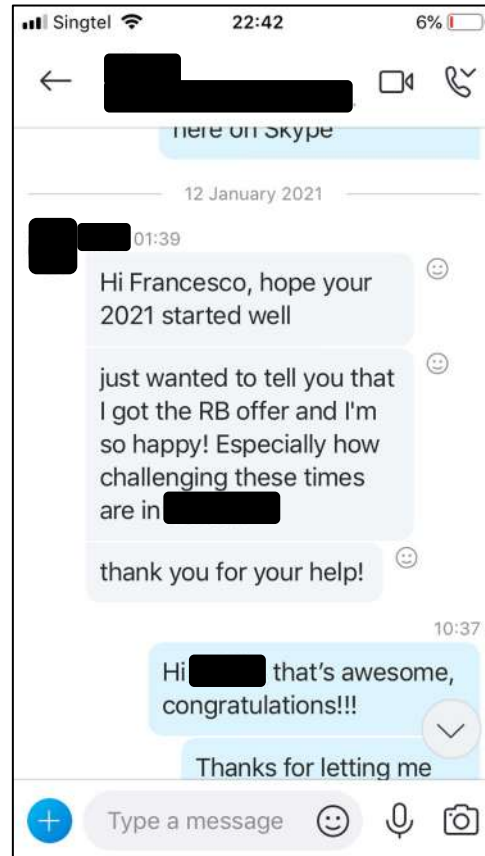 Singtel 22:42 6%
here on Skype
12 January 2021
01:39
Hi Francesco, hope your
2021 started well
just wanted to tell you that
I got the RB offer and I'm
so happy! Especially how
challenging these times
are in
thank you for your help!
10:37
Hi that's awesome,
congratulations!!!
Thanks for letting me
Type a message